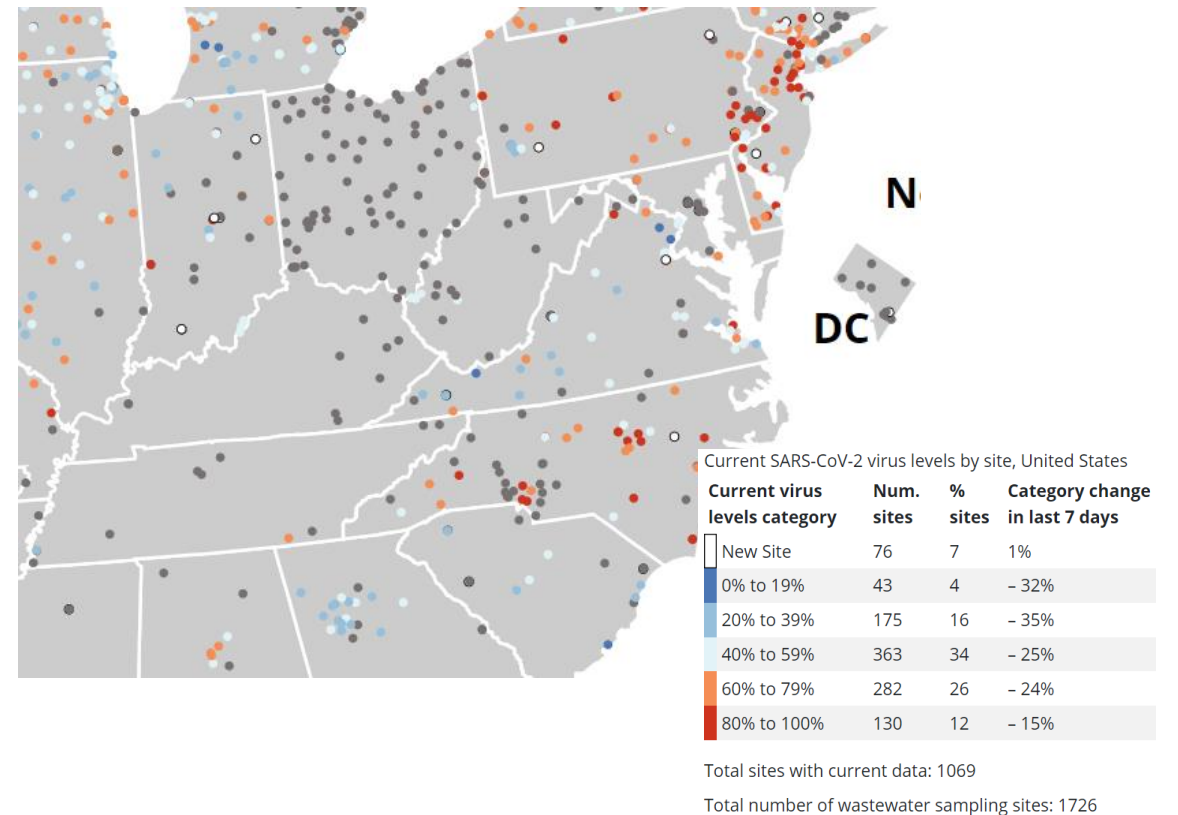 N
DC
Current SARS-CoV-2 virus levels by site, United States
Current virus levels category Num. sites % sites Category change in last 7 days
New Site 76 7 1%
0% to 19% 43 4 – 32%
20% to 39% 175 16 – 35%
40% to 59% 363 34 – 25%
60% to 79% 282 26 – 24%
80% to 100% 130 12 – 15%
Total sites with current data: 1069
Total number of wastewater sampling sites: 1726